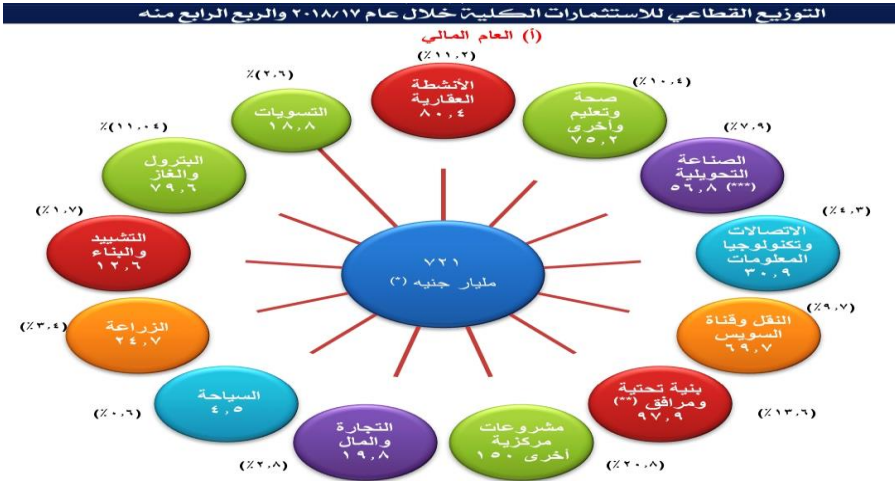 التوزيع القطاعي للاستثمارات الكلية خلال عام ٢٠١٨/١٧ والربع الرابع منه
(أ) العام المالي
(١١,٢٪)
الأنشطة
العقارية
٨٠,٤
(١٠,٤٪)
صحة
وتعليم
وأخرى
٧٥,٢
(٧,٩٪)
الصناعة
التحويلية
(***) ٥٦,٨
(٤,٣٪)
الاتصالات
وتكنولوجيا
المعلومات
٣٠,٩
(٩,٧٪)
النقل وقناة
السويس
٦٩,٧
(١٣,٦٪)
بنية تحتية
ومرافق (**)
٩٧,٩
(٢٠,٨٪)
مشروعات
مركزية
أخرى ١٥٠
(٢,٨٪)
التجارة
والمال
١٩,٨
(٠,٦٪)
السياحة
٤,٥
(٣,٤٪)
الزراعة
٢٤,٧
(١,٧٪)
التشييد
والبناء
١٢,٦
(١١,٠٤)٪
البترول
والغاز
٧٩,٦
(٢,٦)٪
التسويات
١٨,٨
٧٢١
مليار جنيه (*)